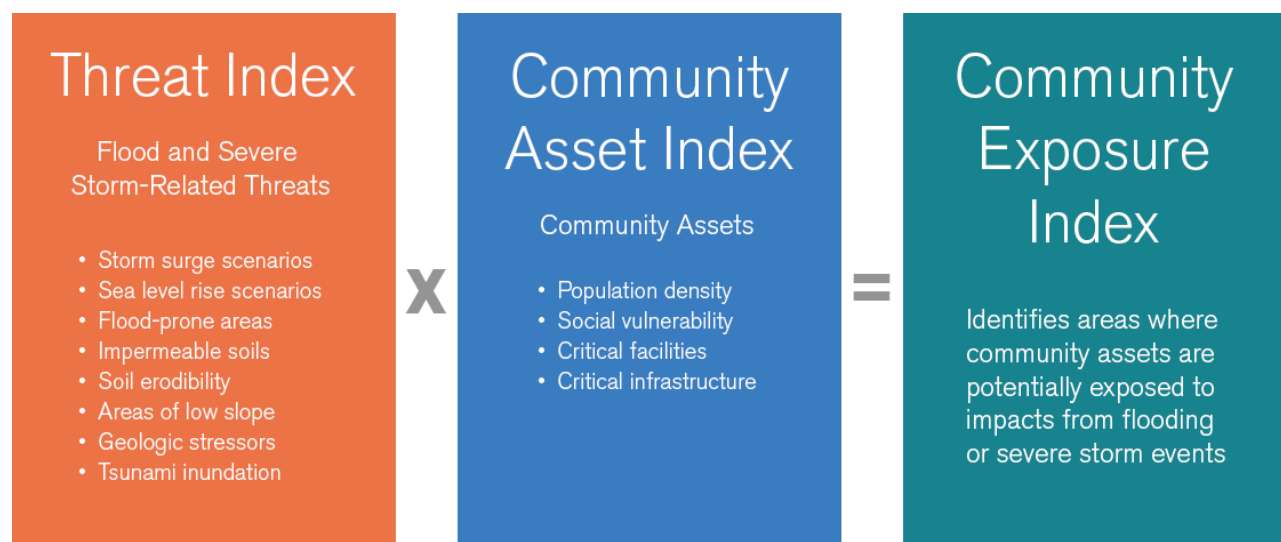 Threat Index
Flood and Severe
Storm-Related Threats
• Storm surge scenarios
• Sea level rise scenarios
• Flood-prone areas
• Impermeable soils
• Soil erodibility
• Areas of low slope
• Geologic stressors
• Tsunami inundation
x
Community
Asset Index
Community Assets
• Population density
• Social vulnerability
• Critical facilities
• Critical infrastructure
=
Community
Exposure
Index
Identifies areas where
community assets are
potentially exposed to
impacts from flooding
or severe storm events